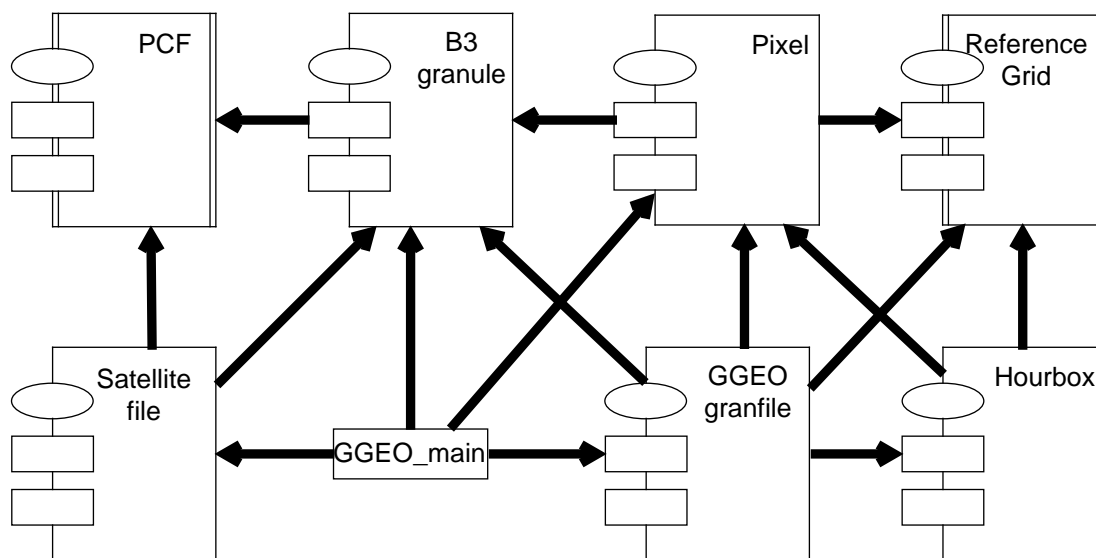 PCF
B3
granule
Pixel
Reference
Grid
Satellite
file
GGEO_main
GGEO
granfile
Hourbox